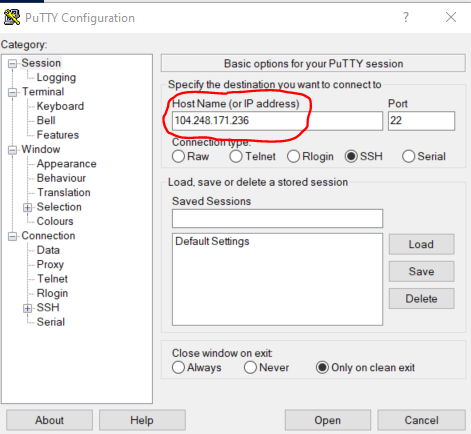 PuTTY Configuration ? ×
Category:
Session
Logging
Terminal
Keyboard
Bell
Features
Window
Appearance
Behaviour
Translation
Selection
Colours
Connection
Data
Proxy
Telnet
Rlogin
SSH
Serial
Basic options for your PuTTY session
Specify the destination you want to connect to
Host Name (or IP address) Port
104.248.171.236 22
Connection type:
Raw Telnet Rlogin SSH Serial
Load, save or delete a stored session
Saved Sessions
Default Settings
Load
Save
Delete
Close window on exit:
Always Never Only on clean exit
About Help Open Cancel